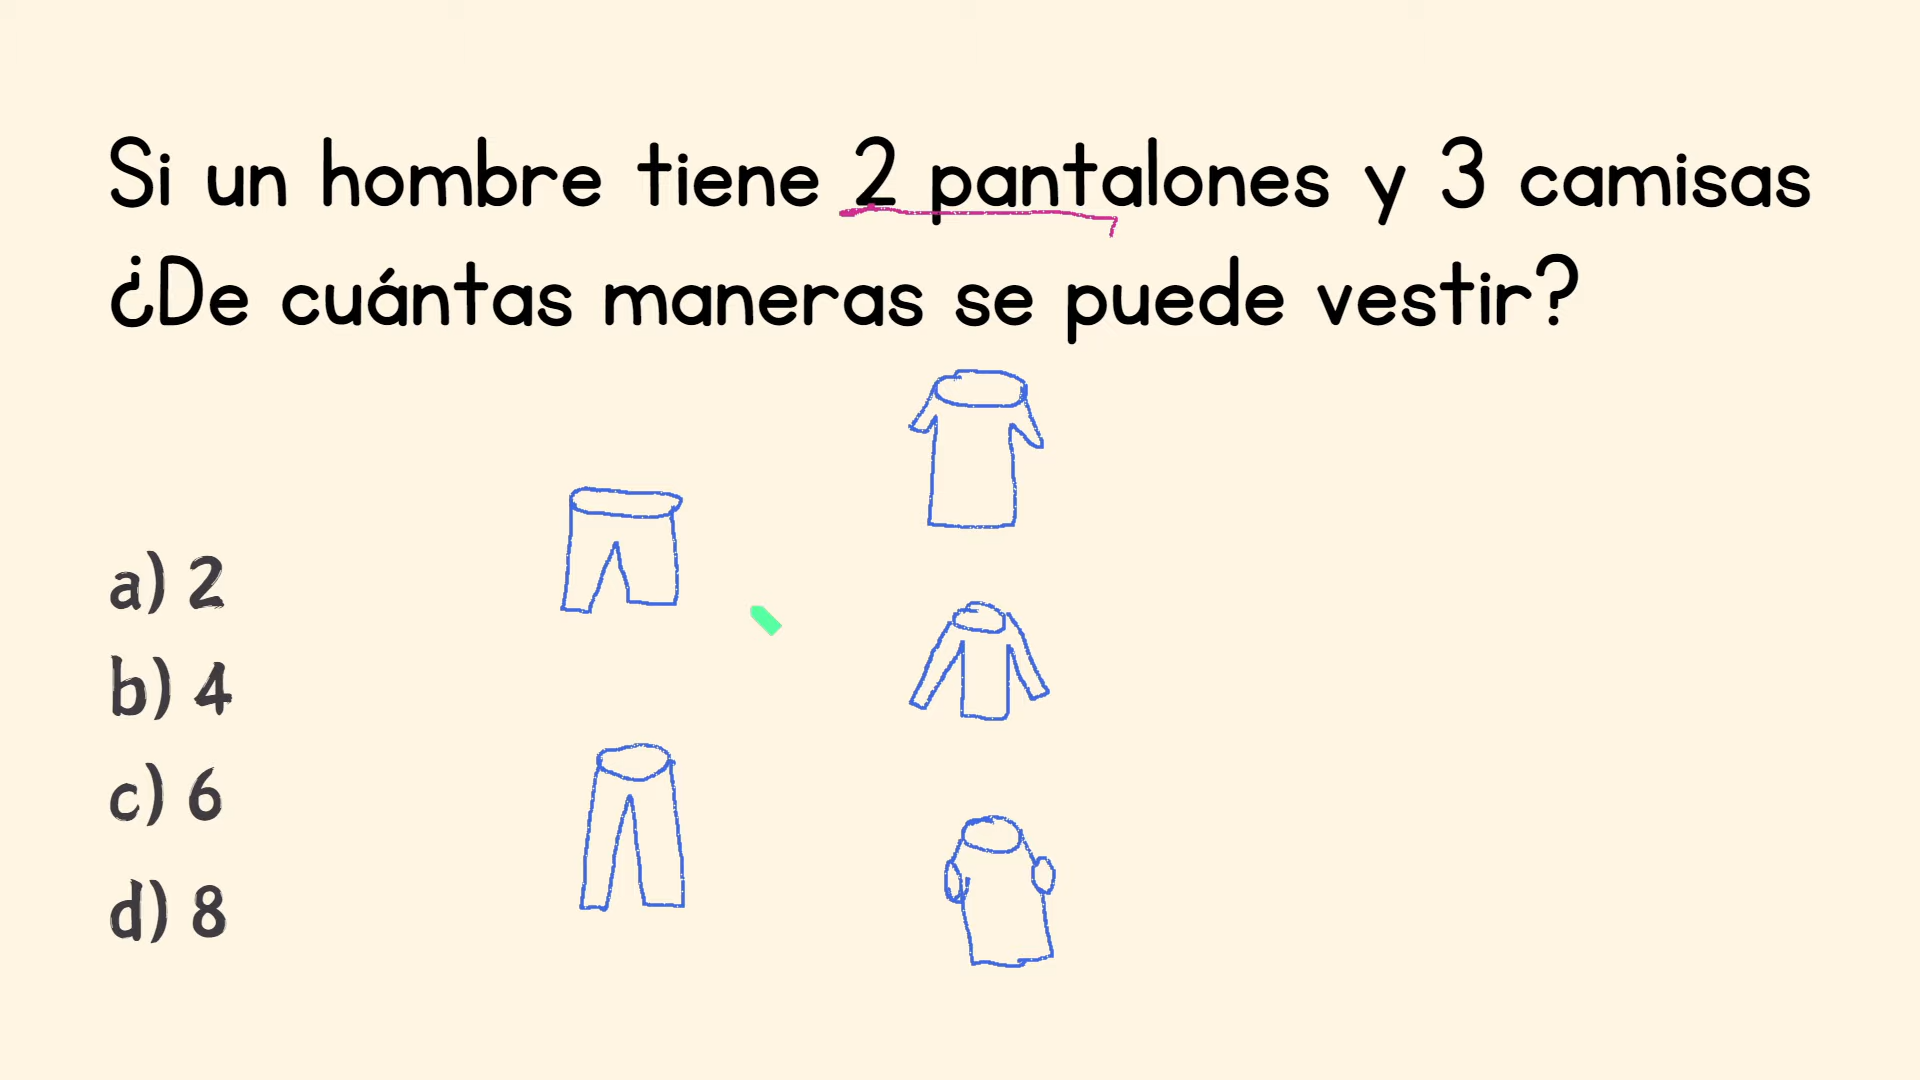 Si un hombre tiene 2 pantalones y 3 camisas
¿De cuántas maneras se puede vestir?
a) 2
b) 4
c) 6
d) 8